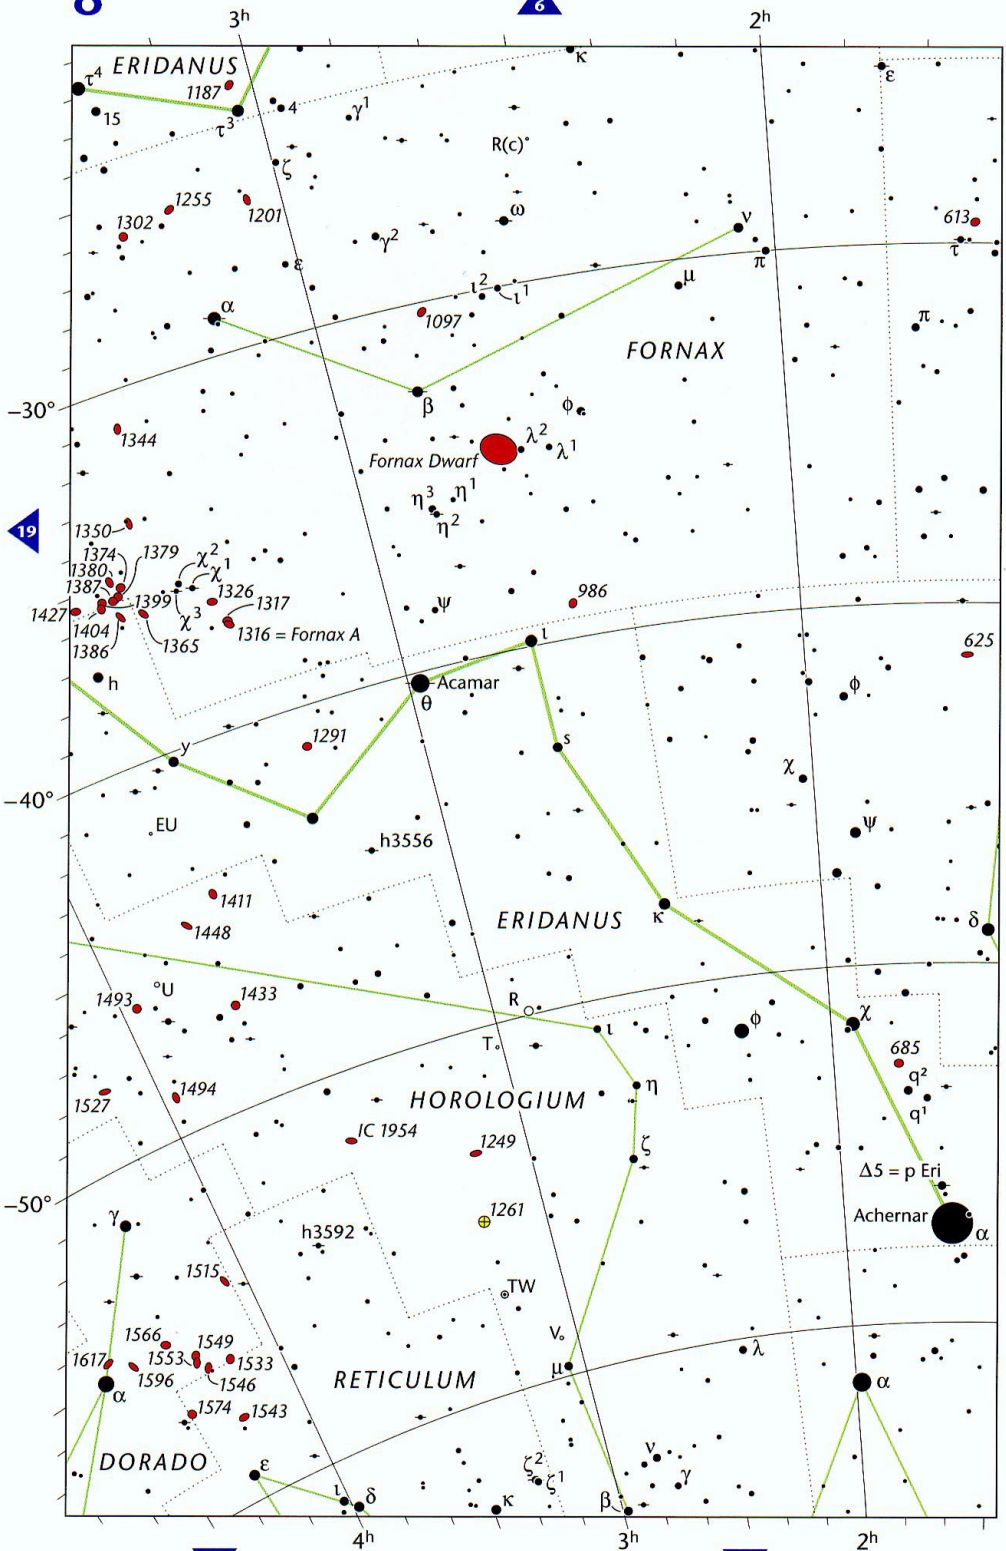 6
3h
2h
κ
ERIDANUS
τ4
1187
ε
15
τ3
4
γ1
R(c)
ζ
1255
1201
1302
ω
ν
613
γ2
τ
ε
π
ι2
ι1
μ
α
1097
π
FORNAX
–30°
β
φ
1344
λ2
λ1
Fornax Dwarf
η3
η1
η2
19
1350
1374
1379
χ2
χ1
1380
1387
1326
986
1427
1399
χ3
1317
ψ
1404
1365
1316 = Fornax A
1386
ι
625
h
Acamar
θ
φ
1291
y
s
χ
–40°
EU
h3556
ψ
1411
κ
ERIDANUS
δ
1448
U
1493
1433
R
ι
φ
χ
T
685
q2
1527
1494
η
q1
HOROLOGIUM
IC 1954
1249
ζ
Δ5 = p Eri
–50°
γ
1261
Achernar
α
h3592
1515
TW
1566
1549
V
λ
1617
1553
1533
μ
1596
1546
α
RETICULUM
α
1574
1543
DORADO
ε
ζ2
ζ1
ν
γ
ι
δ
κ
β
4h
3h
2h